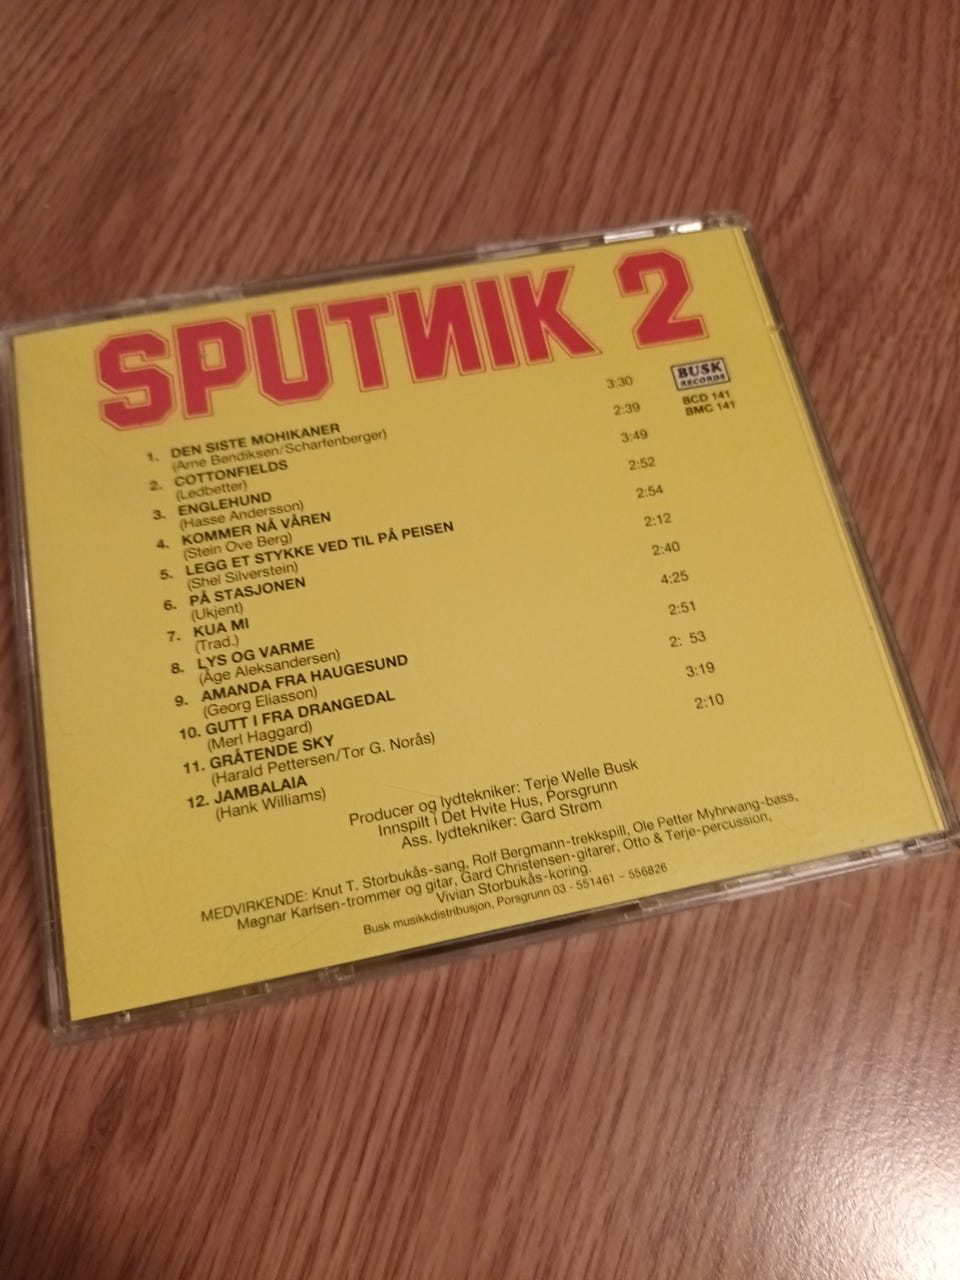 SPUTNIK 2
BUSK
RECORDS
BCD 141
BMC 141
1. DEN SISTE MOHIKANER 3:30
(Arne Bendiksen/Scharfenberger)
2. COTTONFIELDS 2:39
(Ledbetter)
3. ENGLEHUND 3:49
(Hasse Andersson)
4. KOMMER NÅ VÅREN 2:52
(Stein Ove Berg)
5. LEGG ET STYKKE VED TIL PÅ PEISEN 2:54
(Shel Silverstein)
6. PÅ STASJONEN 2:12
(Ukjent)
7. KUA MI 2:40
(Trad.)
8. LYS OG VARME 4:25
(Åge Aleksandersen)
9. AMANDA FRA HAUGESUND 2:51
(Georg Eliasson)
10. GUTT I FRA DRANGEDAL 2: 53
(Merl Haggard)
11. GRÅTENDE SKY 3:19
(Harald Pettersen/Tor G. Norås)
12. JAMBALAIA 2:10
(Hank Williams)
Producer og lydtekniker: Terje Welle Busk
Innspilt i Det Hvite Hus, Porsgrunn
Ass. lydtekniker: Gard Strøm
MEDVIRKENDE: Knut T. Storbukås-sang, Rolf Bergmann-trekkspill, Ole Petter Myhrwang-bass,
Magnar Karlsen-trommer og gitar, Gard Christensen-gitarer, Otto & Terje-percussion,
Vivian Storbukås-koring.
Busk musikkdistribusjon, Porsgrunn 03 - 551461 – 556826